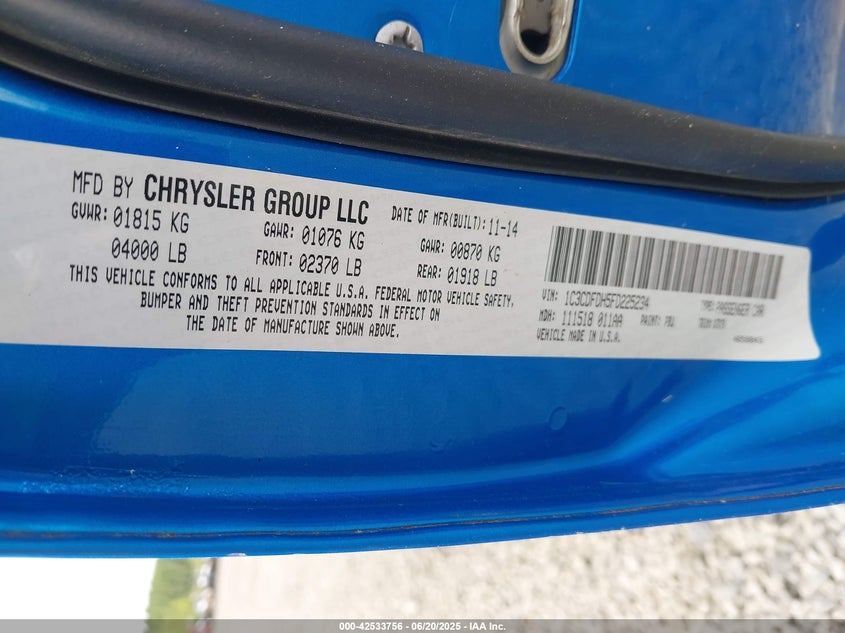 MFD BY CHRYSLER GROUP LLC
DATE OF MFR(BUILT): 11-14
GVWR: 01815 KG
GAWR: 01076 KG
GAWR: 00870 KG
04000 LB
FRONT: 02370 LB
REAR: 01918 LB
THIS VEHICLE CONFORMS TO ALL APPLICABLE U.S.A. FEDERAL MOTOR VEHICLE SAFETY,
BUMPER AND THEFT PREVENTION STANDARDS IN EFFECT ON
THE DATE OF MANUFACTURE SHOWN ABOVE.
VIN: 1C3CDFDH5FD225234
TYPE: PASSENGER CAR
MDH: 111518 011AA
PAINT: PBJ
TRIM:
VEHICLE MADE IN U.S.A.
000-42533756 | 06/20/2025 - IAA Inc.